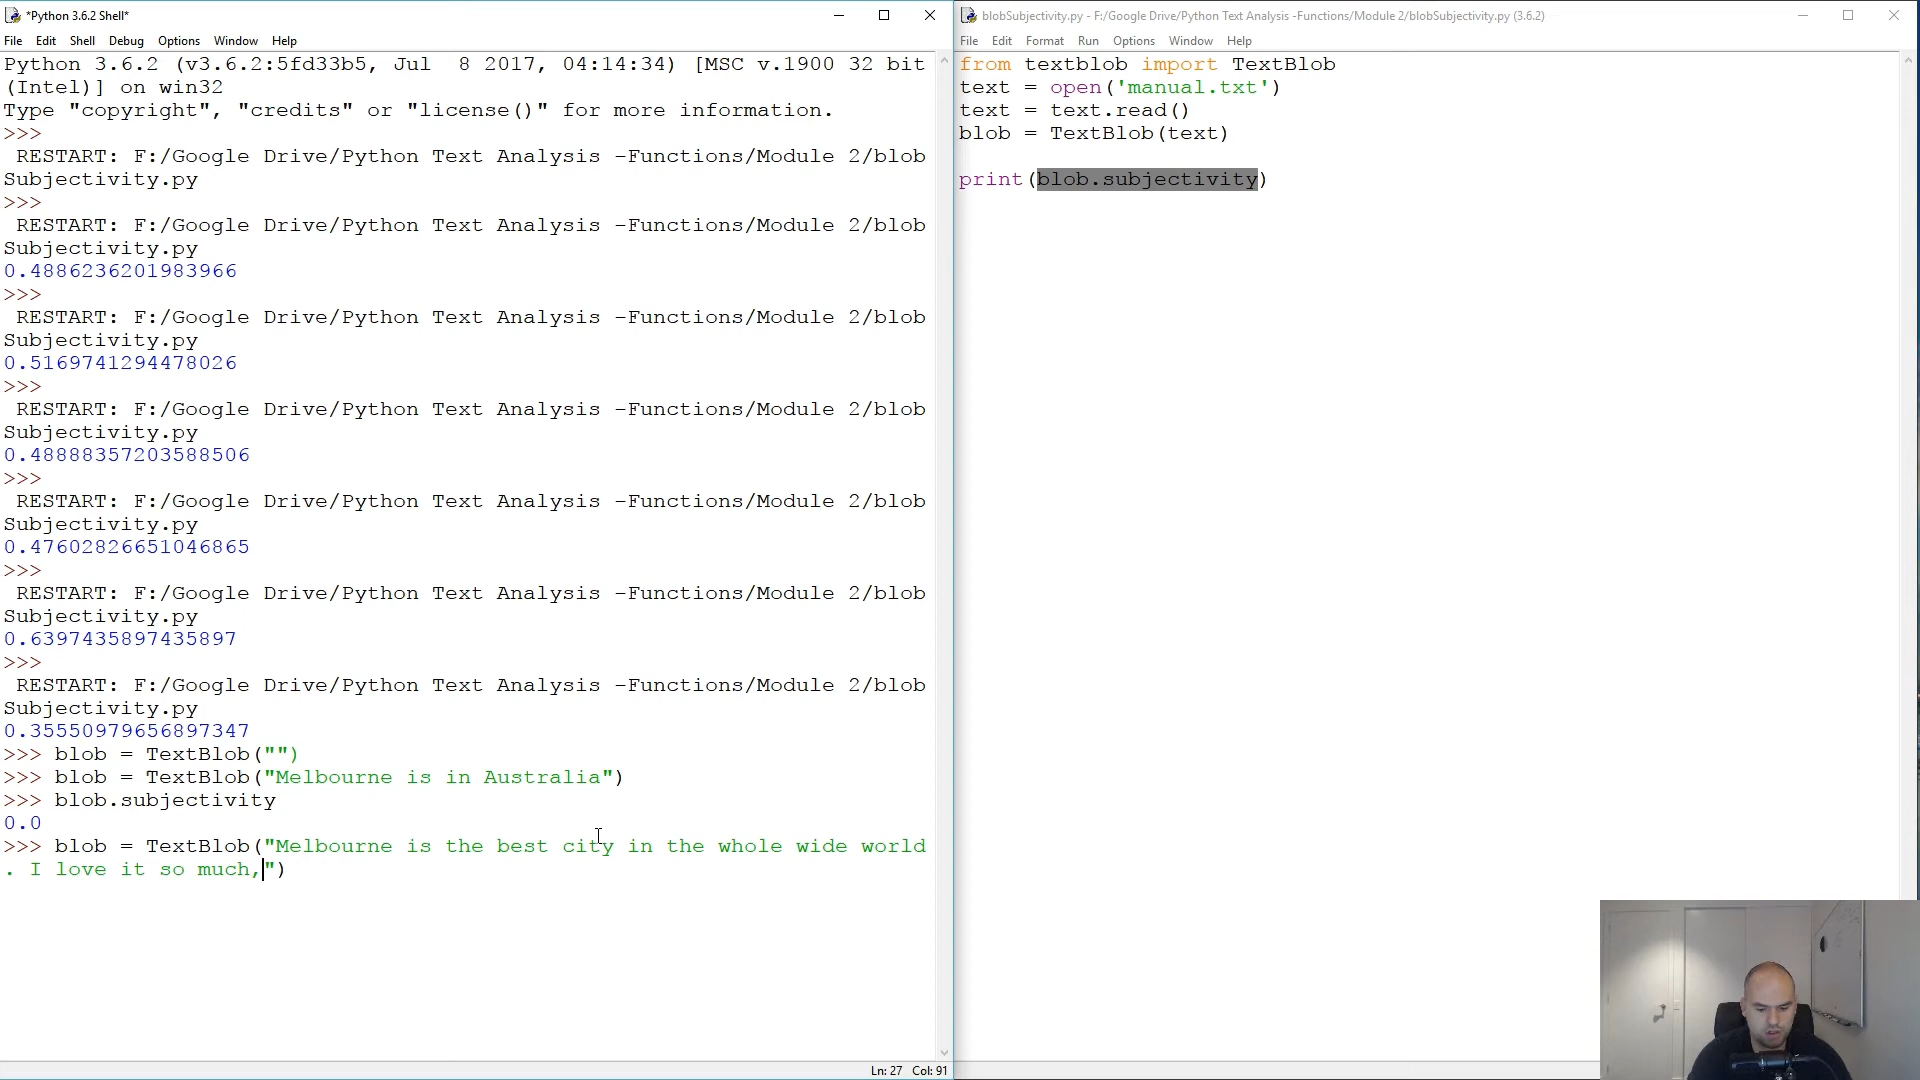 *Python 3.6.2 Shell*
File Edit Shell Debug Options Window Help
Python 3.6.2 (v3.6.2:5fd33b5, Jul  8 2017, 04:14:34) [MSC v.1900 32 bit
(Intel)] on win32
Type "copyright", "credits" or "license()" for more information.
>>>
RESTART: F:/Google Drive/Python Text Analysis -Functions/Module 2/blob
Subjectivity.py
>>>
RESTART: F:/Google Drive/Python Text Analysis -Functions/Module 2/blob
Subjectivity.py
0.4886236201983966
>>>
RESTART: F:/Google Drive/Python Text Analysis -Functions/Module 2/blob
Subjectivity.py
0.5169741294478026
>>>
RESTART: F:/Google Drive/Python Text Analysis -Functions/Module 2/blob
Subjectivity.py
0.48888357203588506
>>>
RESTART: F:/Google Drive/Python Text Analysis -Functions/Module 2/blob
Subjectivity.py
0.47602826651046865
>>>
RESTART: F:/Google Drive/Python Text Analysis -Functions/Module 2/blob
Subjectivity.py
0.6397435897435897
>>>
RESTART: F:/Google Drive/Python Text Analysis -Functions/Module 2/blob
Subjectivity.py
0.35550979656897347
>>> blob = TextBlob("")
>>> blob = TextBlob("Melbourne is in Australia")
>>> blob.subjectivity
0.0
>>> blob = TextBlob("Melbourne is the best city in the whole wide world
. I love it so much,")
Ln: 27 Col: 91
blobSubjectivity.py - F:/Google Drive/Python Text Analysis -Functions/Module 2/blobSubjectivity.py (3.6.2)
File Edit Format Run Options Window Help
from textblob import TextBlob
text = open('manual.txt')
text = text.read()
blob = TextBlob(text)
print(blob.subjectivity)